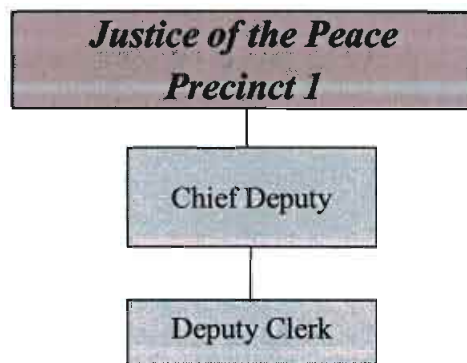 Justice of the Peace
Precinct 1
Chief Deputy
Deputy Clerk